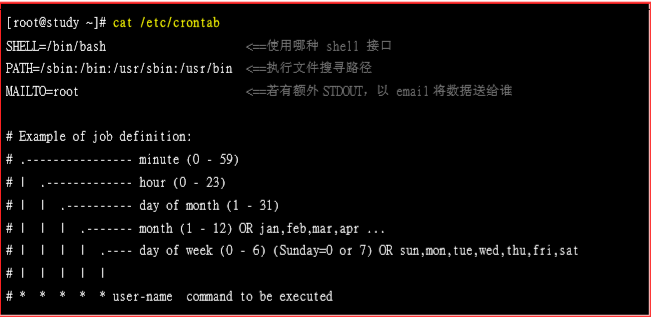 [root@study ~]# cat /etc/crontab
SHELL=/bin/bash <==使用哪种 shell 接口
PATH=/sbin:/bin:/usr/sbin:/usr/bin <==执行文件搜寻路径
MAILTO=root <==若有额外 STDOUT，以 email 将数据送给谁
# Example of job definition:
# .---------------- minute (0 - 59)
# | .------------- hour (0 - 23)
# | | .---------- day of month (1 - 31)
# | | | .------- month (1 - 12) OR jan,feb,mar,apr ...
# | | | | .---- day of week (0 - 6) (Sunday=0 or 7) OR sun,mon,tue,wed,thu,fri,sat
# | | | | |
# * * * * * user-name command to be executed